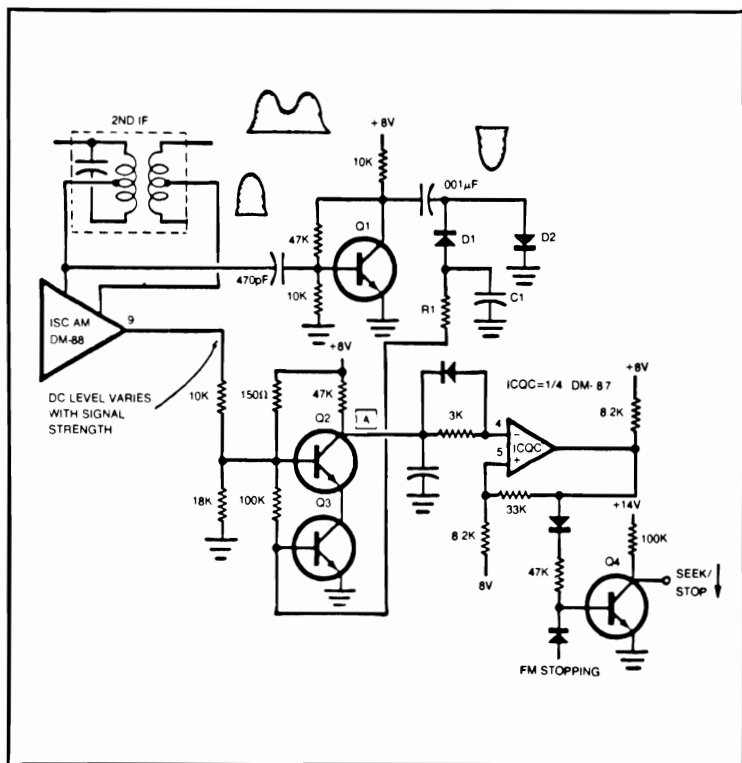 2ND IF
+8V
10K
.001µF
47K
Q1
D1
D2
10K
470pF
C1
R1
ISC AM
DM-88
9
+8V
DC LEVEL VARIES
WITH SIGNAL
STRENGTH
10K
150Ω
47K
Q2
A
ICQC=1/4 DM-87
+8V
8.2K
3K
4
-
ICQC
5
+
18K
100K
Q3
33K
8.2K
+14V
100K
47K
Q4
SEEK/
STOP
8V
FM STOPPING